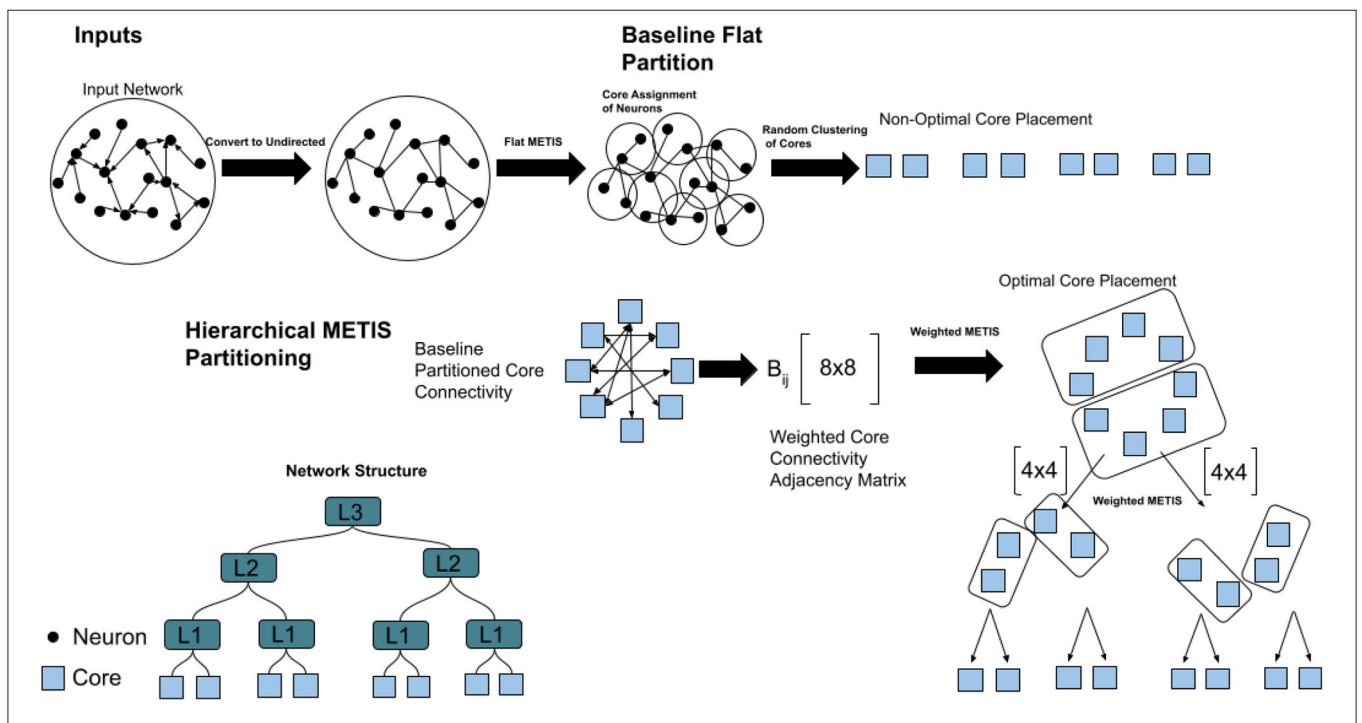 Inputs
Baseline Flat
Partition
Input Network
Convert to Undirected
Flat METIS
Core Assignment
of Neurons
Random Clustering
of Cores
Non-Optimal Core Placement
Hierarchical METIS
Partitioning
Baseline
Partitioned Core
Connectivity
Bij
8x8
Weighted Core
Connectivity
Adjacency Matrix
Weighted METIS
Optimal Core Placement
4x4
4x4
Weighted METIS
Network Structure
L3
L2
L2
L1
L1
L1
L1
Neuron
Core